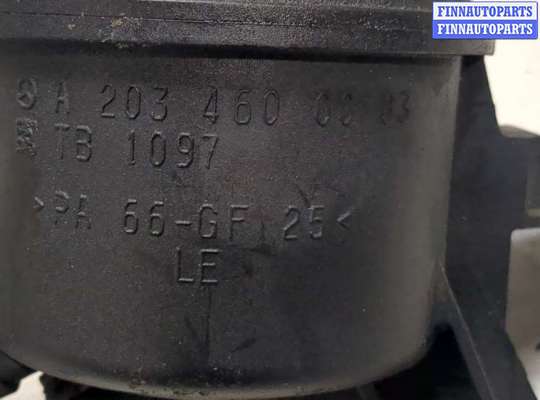 FINNAUTOPARTS
FINNAUTOPARTS
A 203 460
TB 1097
>PA 66-GF 25<
LE